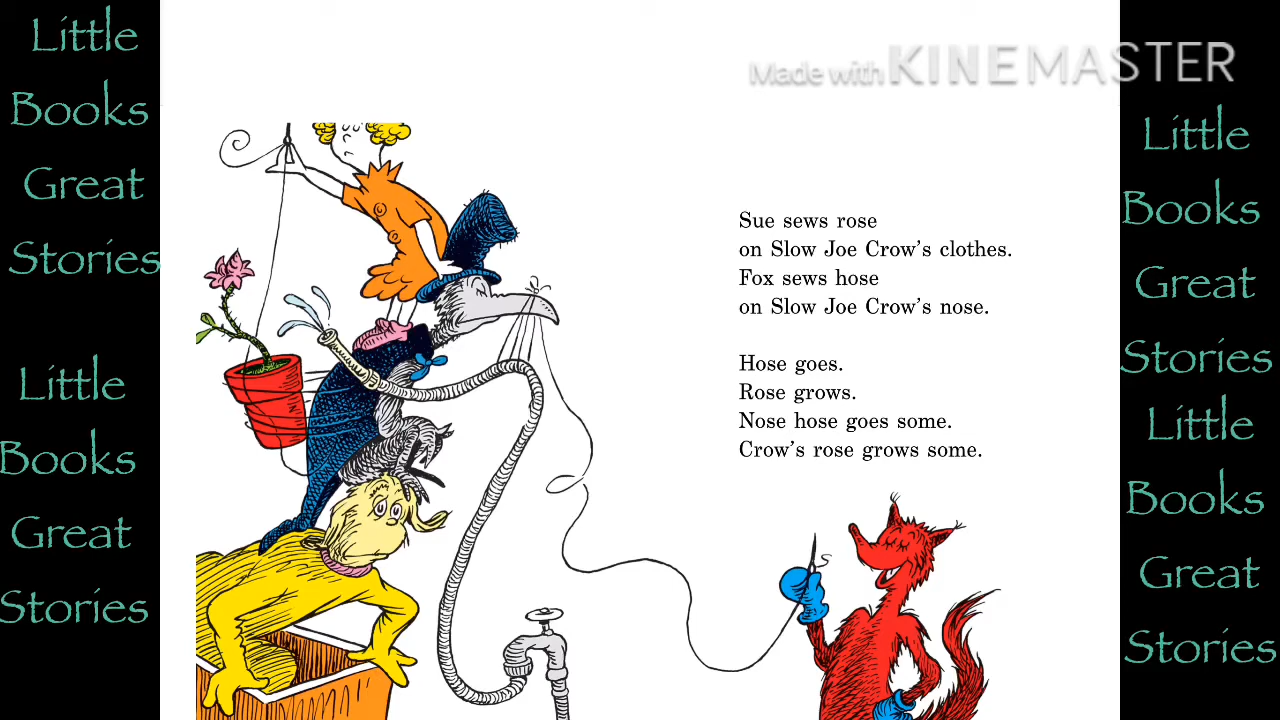 Little
Books
Great
Stories
Little
Books
Great
Stories
Made with KINEMASTER
Sue sews rose
on Slow Joe Crow's clothes.
Fox sews hose
on Slow Joe Crow's nose.
Hose goes.
Rose grows.
Nose hose goes some.
Crow's rose grows some.
Little
Books
Great
Stories
Little
Books
Great
Stories